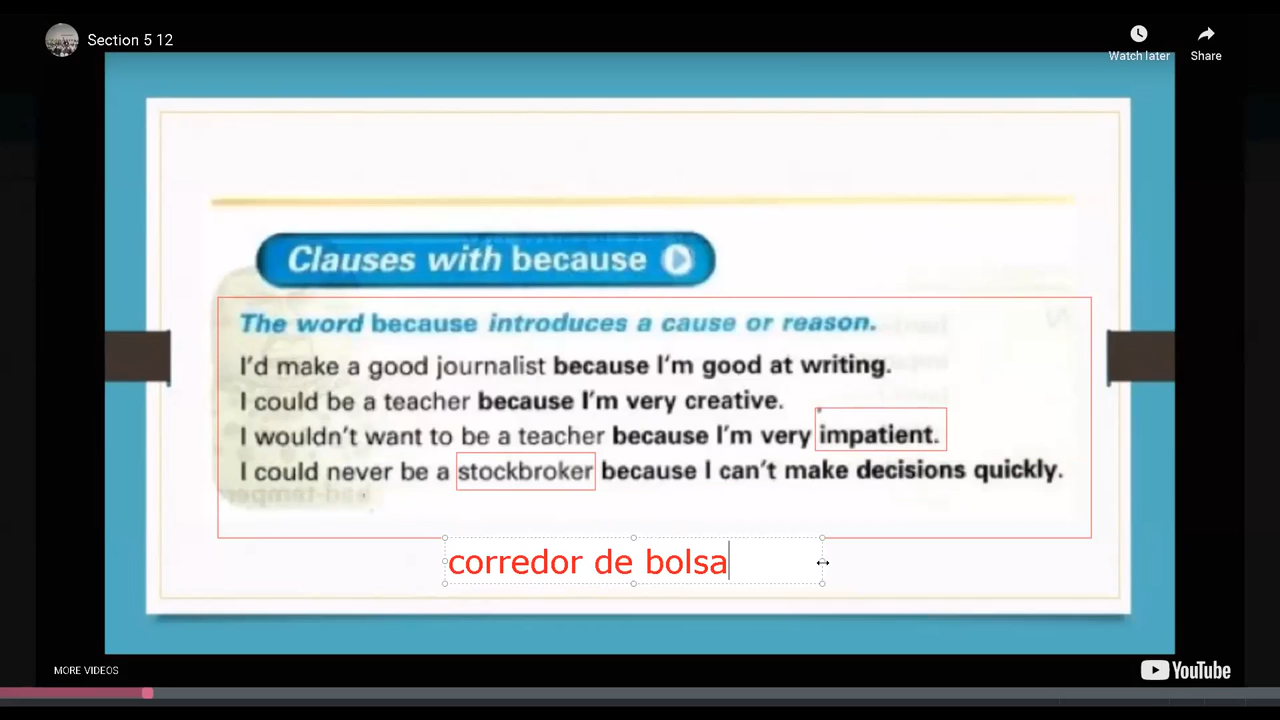 Section 5 12
Watch later
Share
Clauses with because
The word because introduces a cause or reason.
I'd make a good journalist because I'm good at writing.
I could be a teacher because I'm very creative.
I wouldn't want to be a teacher because I'm very impatient.
I could never be a stockbroker because I can't make decisions quickly.
corredor de bolsa
MORE VIDEOS
YouTube